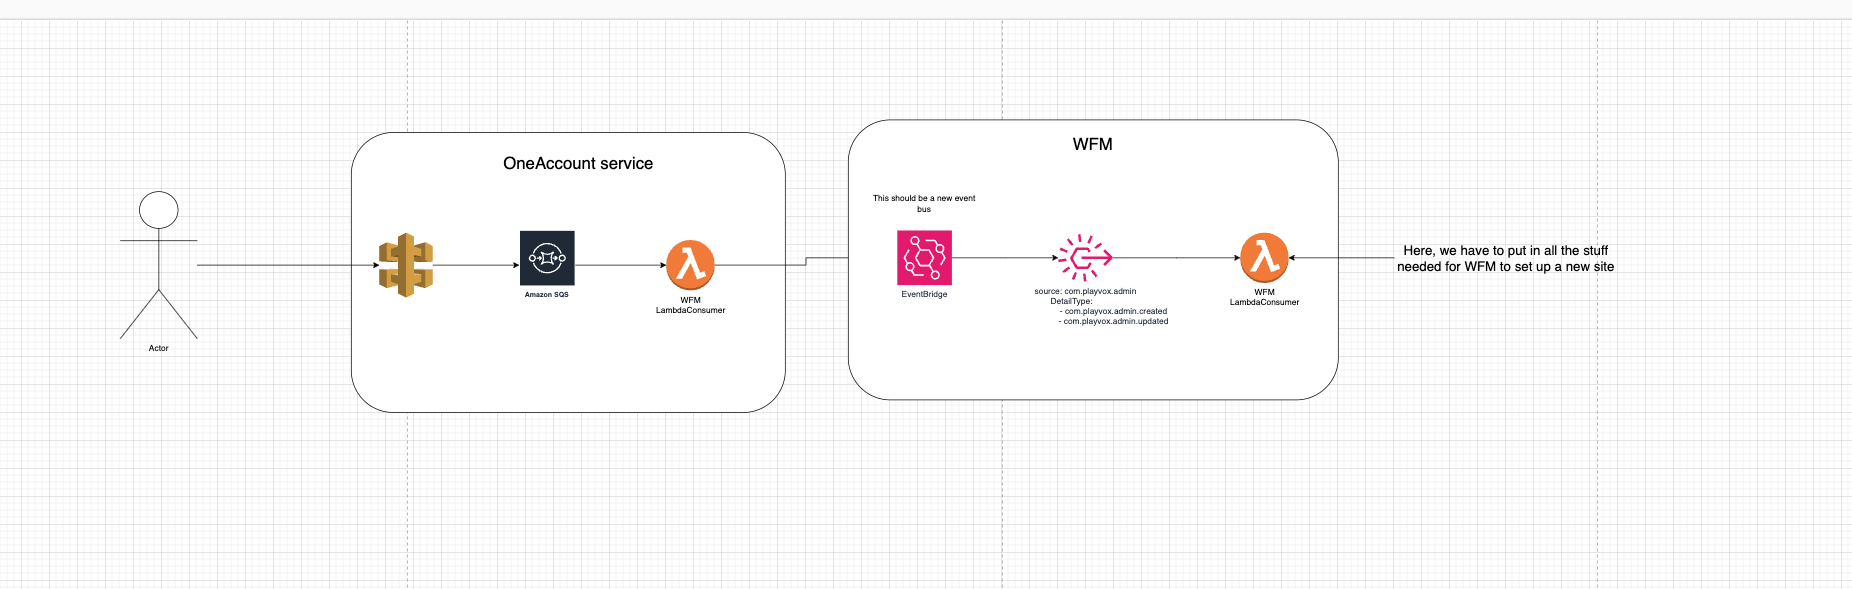 OneAccount service
WFM
This should be a new event
bus
Amazon SQS
WFM
LambdaConsumer
EventBridge
source: com.playvox.admin
DetailType:
- com.playvox.admin.created
- com.playvox.admin.updated
WFM
LambdaConsumer
Here, we have to put in all the stuff
needed for WFM to set up a new site
Actor